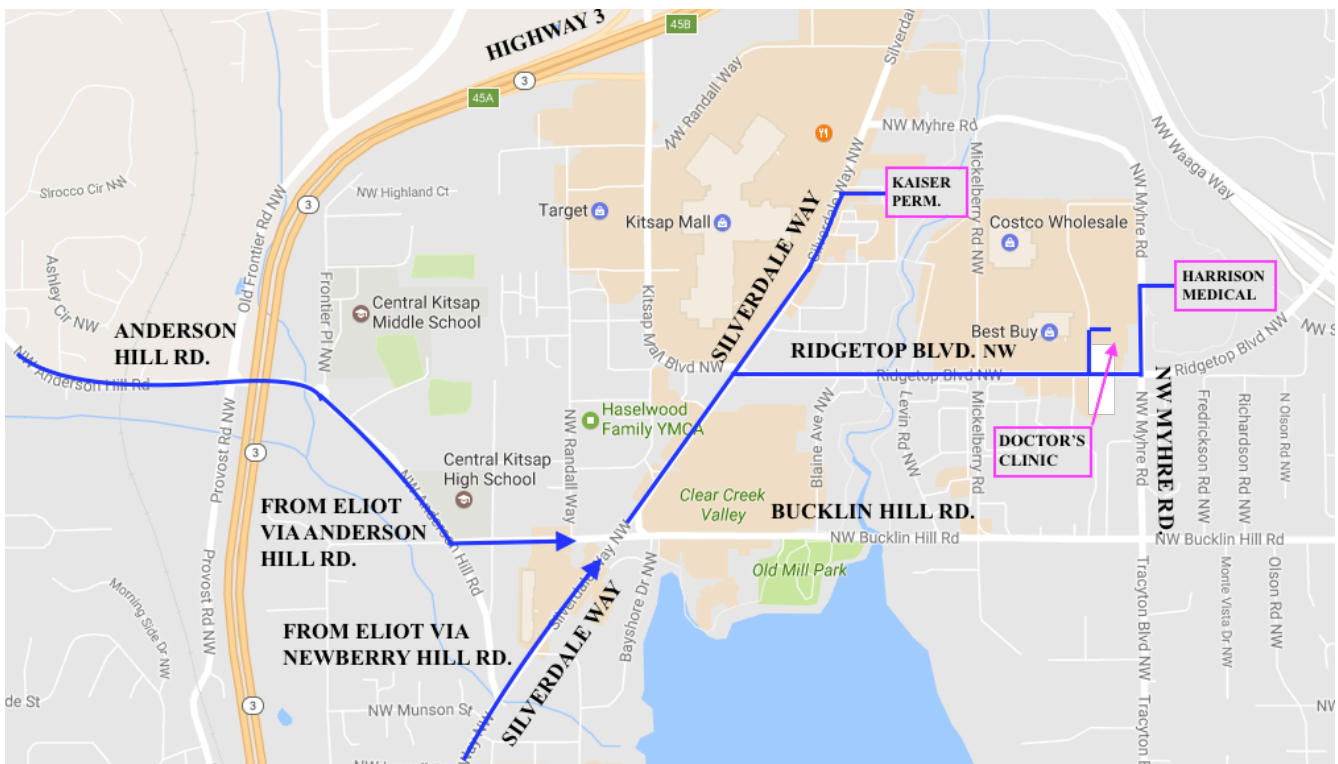 45B
HIGHWAY 3
3
45A
Silverdale
NW Randall Way
NW Myhre Rd
NW Waaga Way
Sirocco Cir NW
NW Highland Ct
3
Old Frontier Rd NW
Target
Kitsap Mall
Silverdale Way NW
KAISER
PERM.
Mickelberry Rd NW
Costco Wholesale
NW Myhre Rd
Ashley Cir NW
Frontier Pl NW
Central Kitsap
Middle School
Kitsap Mall Blvd NW
SILVERDALE WAY
HARRISON
MEDICAL
ANDERSON
HILL RD.
NW Anderson Hill Rd
Best Buy
RIDGETOP BLVD. NW
Ridgetop Blvd NW
Ridgetop Blvd NW
NW S
Provost Rd NW
3
Haselwood
Family YMCA
NW Randall Way
Blaine Ave NW
Levin Rd NW
Mickelberry Rd NW
DOCTOR'S
CLINIC
NW Myhre Rd
NW MYHRE RD.
Fredrickson Rd NW
Richardson Rd NW
N Olson Rd NW
Central Kitsap
High School
NW Anderson Hill Rd
FROM ELIOT
VIA ANDERSON
HILL RD.
Clear Creek
Valley
BUCKLIN HILL RD.
NW Bucklin Hill Rd
NW Bucklin Hill Rd
Old Mill Park
Provost Rd NW
Morning Side Dr NW
Silverdale Way NW
SILVERDALE WAY
Bayshore Dr NW
FROM ELIOT VIA
NEWBERRY HILL RD.
Tracyton Blvd NW
Monte Vista Dr NW
Olson Rd NW
de St
3
NW Munson St
Way NW
Tracyton B
NW